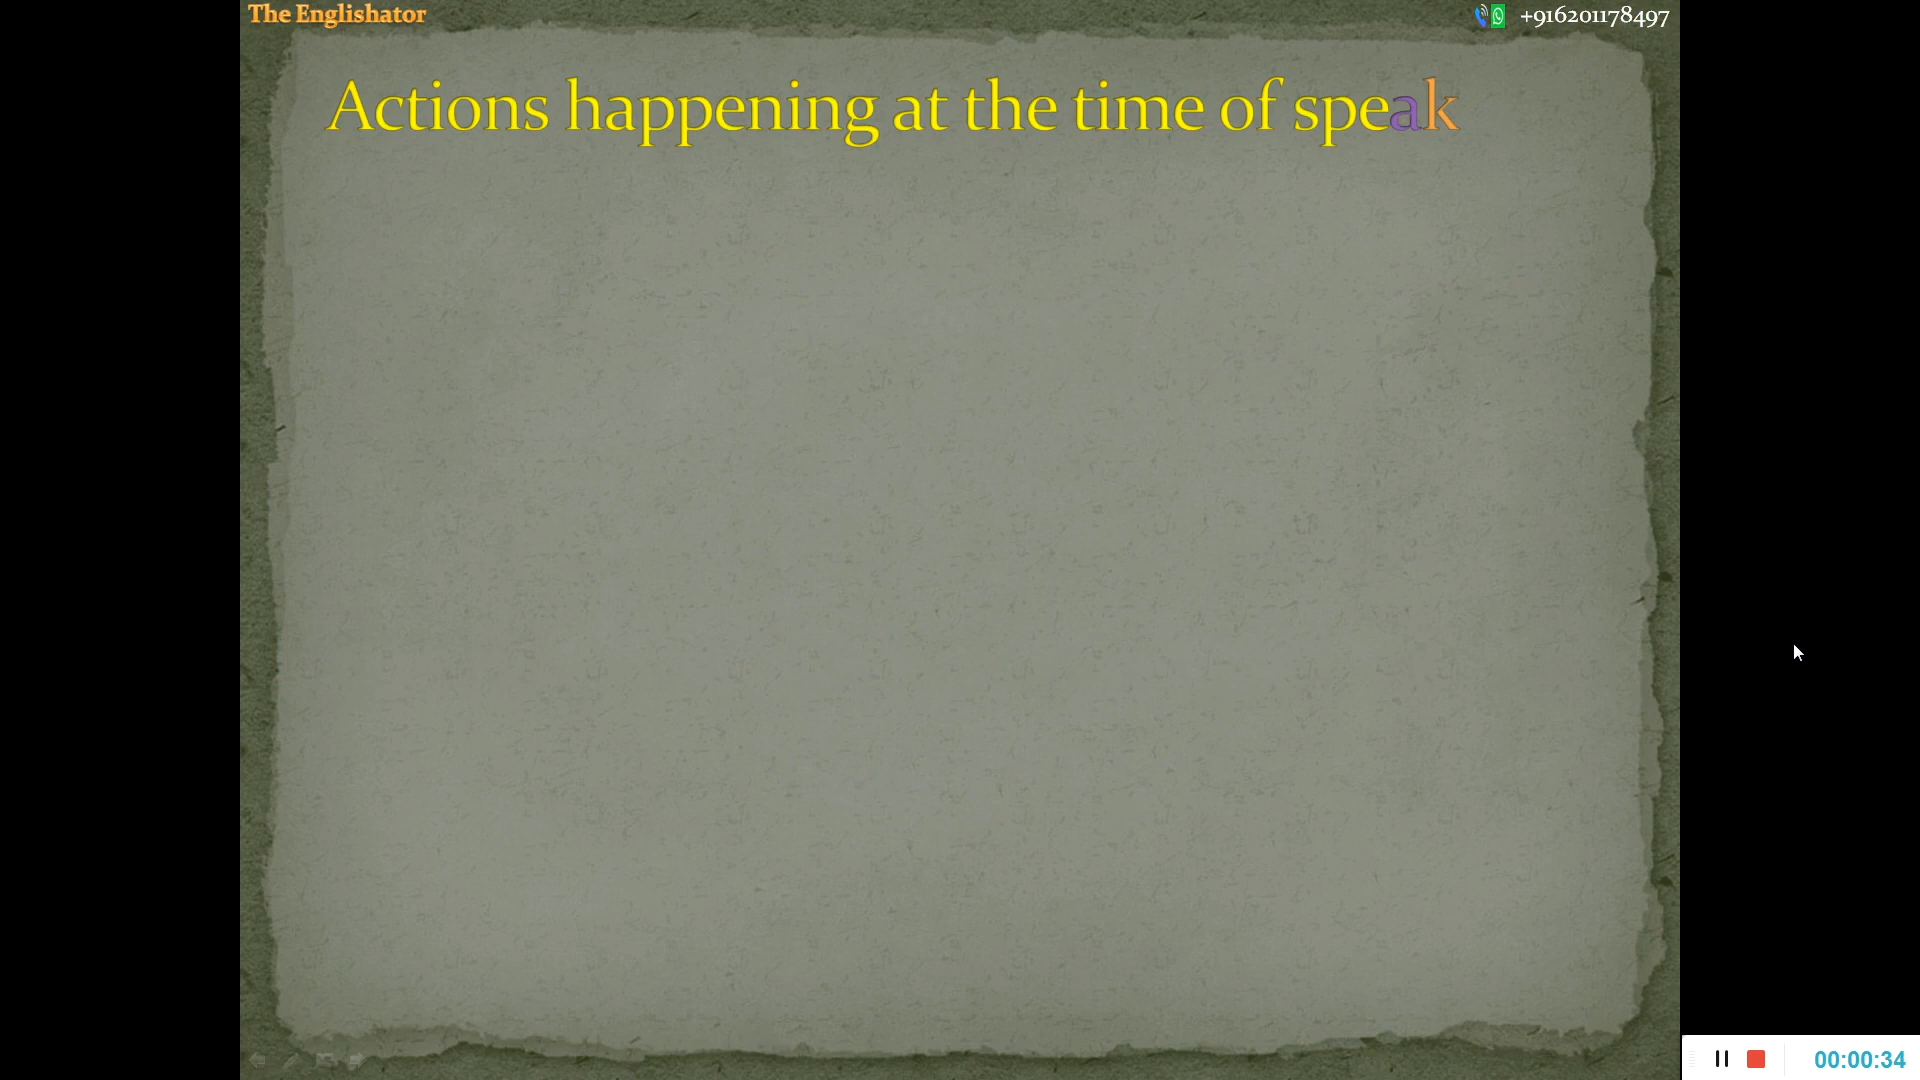 The Englishator
+916201178497
Actions happening at the time of speak
00:00:34